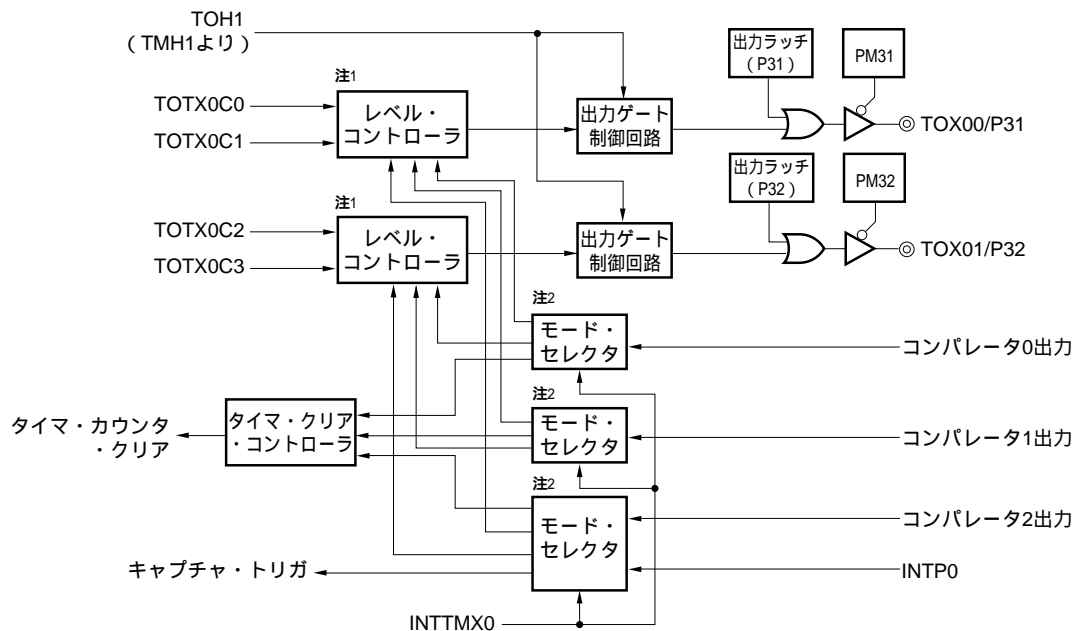 TOH1
（TMH1より）
出力ラッチ
（P31）
PM31
注1
TOTX0C0
TOTX0C1
レベル・
コントローラ
出力ゲート
制御回路
TOX00/P31
出力ラッチ
（P32）
PM32
注1
TOTX0C2
TOTX0C3
レベル・
コントローラ
出力ゲート
制御回路
TOX01/P32
注2
モード・
セレクタ
コンパレータ0出力
注2
タイマ・カウンタ
・クリア
タイマ・クリア
・コントローラ
モード・
セレクタ
コンパレータ1出力
注2
モード・
セレクタ
コンパレータ2出力
キャプチャ・トリガ
INTP0
INTTMX0